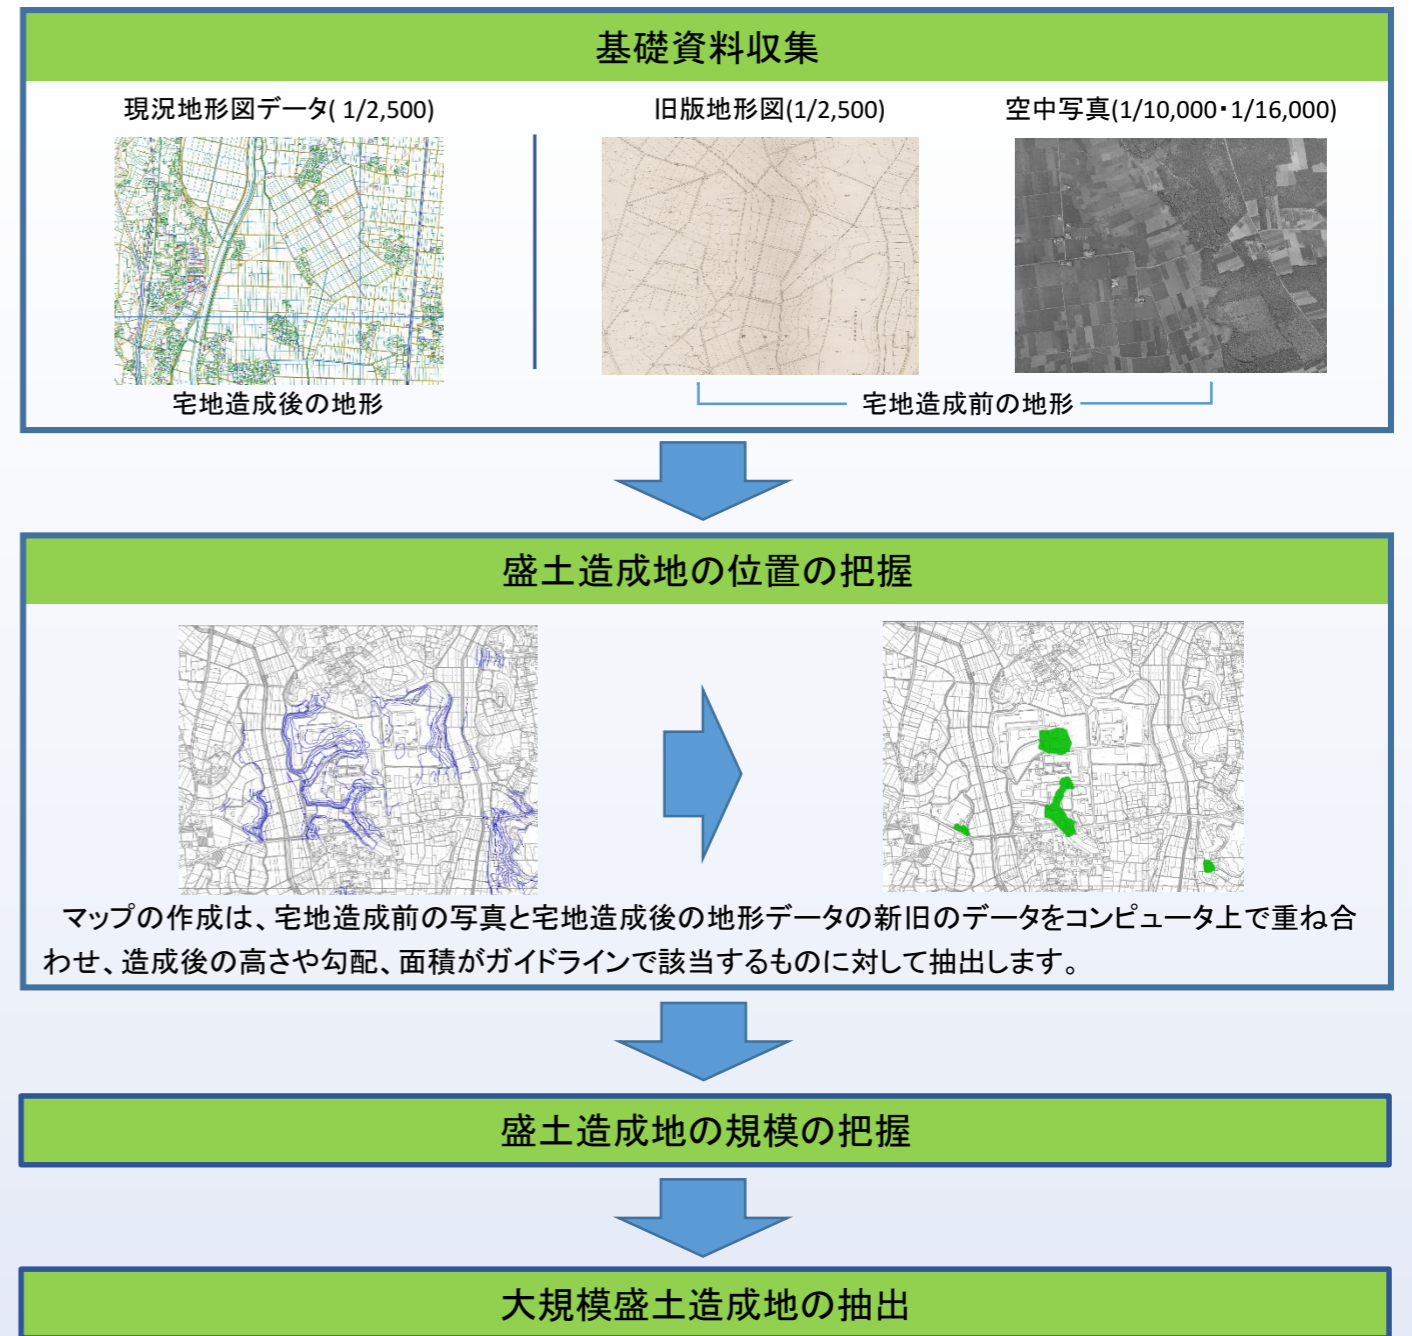 基礎資料収集
現況地形図データ( 1/2,500)
旧版地形図(1/2,500)
空中写真(1/10,000・1/16,000)
宅地造成後の地形
宅地造成前の地形
盛土造成地の位置の把握
マップの作成は、宅地造成前の写真と宅地造成後の地形データの新旧のデータをコンピュータ上で重ね合
わせ、造成後の高さや勾配、面積がガイドラインで該当するものに対して抽出します。
盛土造成地の規模の把握
大規模盛土造成地の抽出